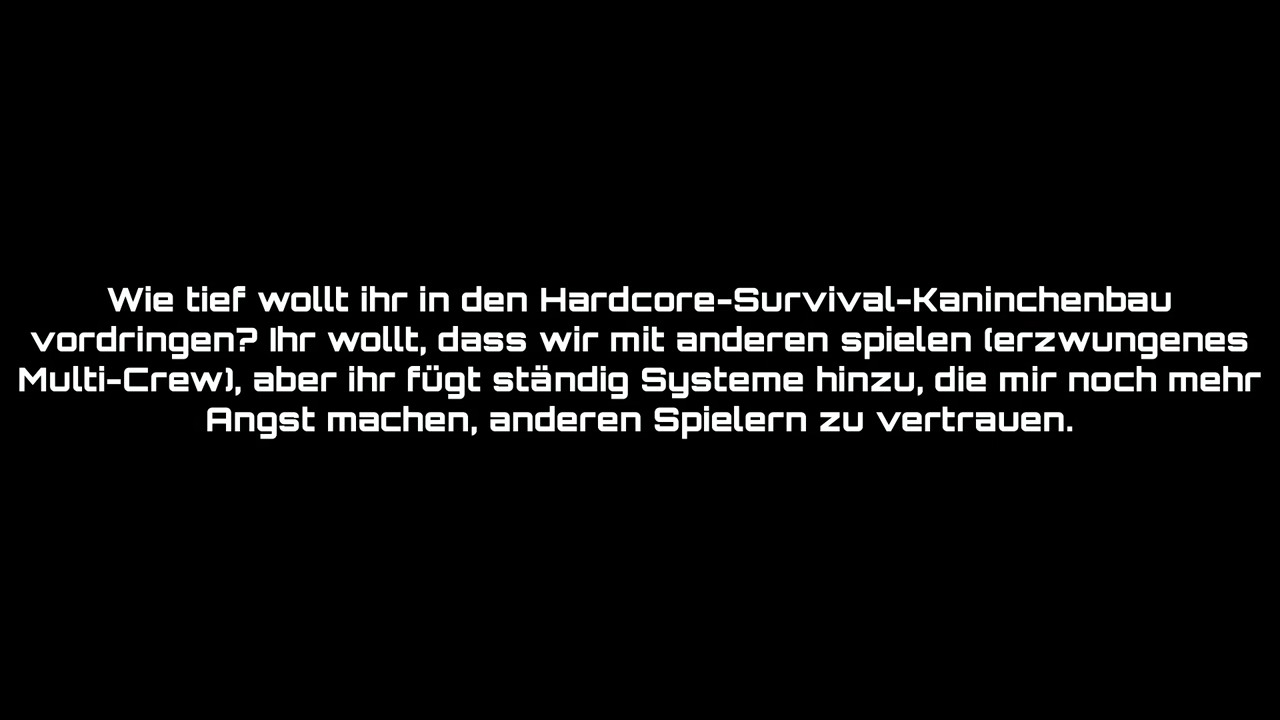 Wie tief wollt ihr in den Hardcore-Survival-Kaninchenbau
vordringen? Ihr wollt, dass wir mit anderen spielen (erzwungenes
Multi-Crew), aber ihr fügt ständig Systeme hinzu, die mir noch mehr
Angst machen, anderen Spielern zu vertrauen.